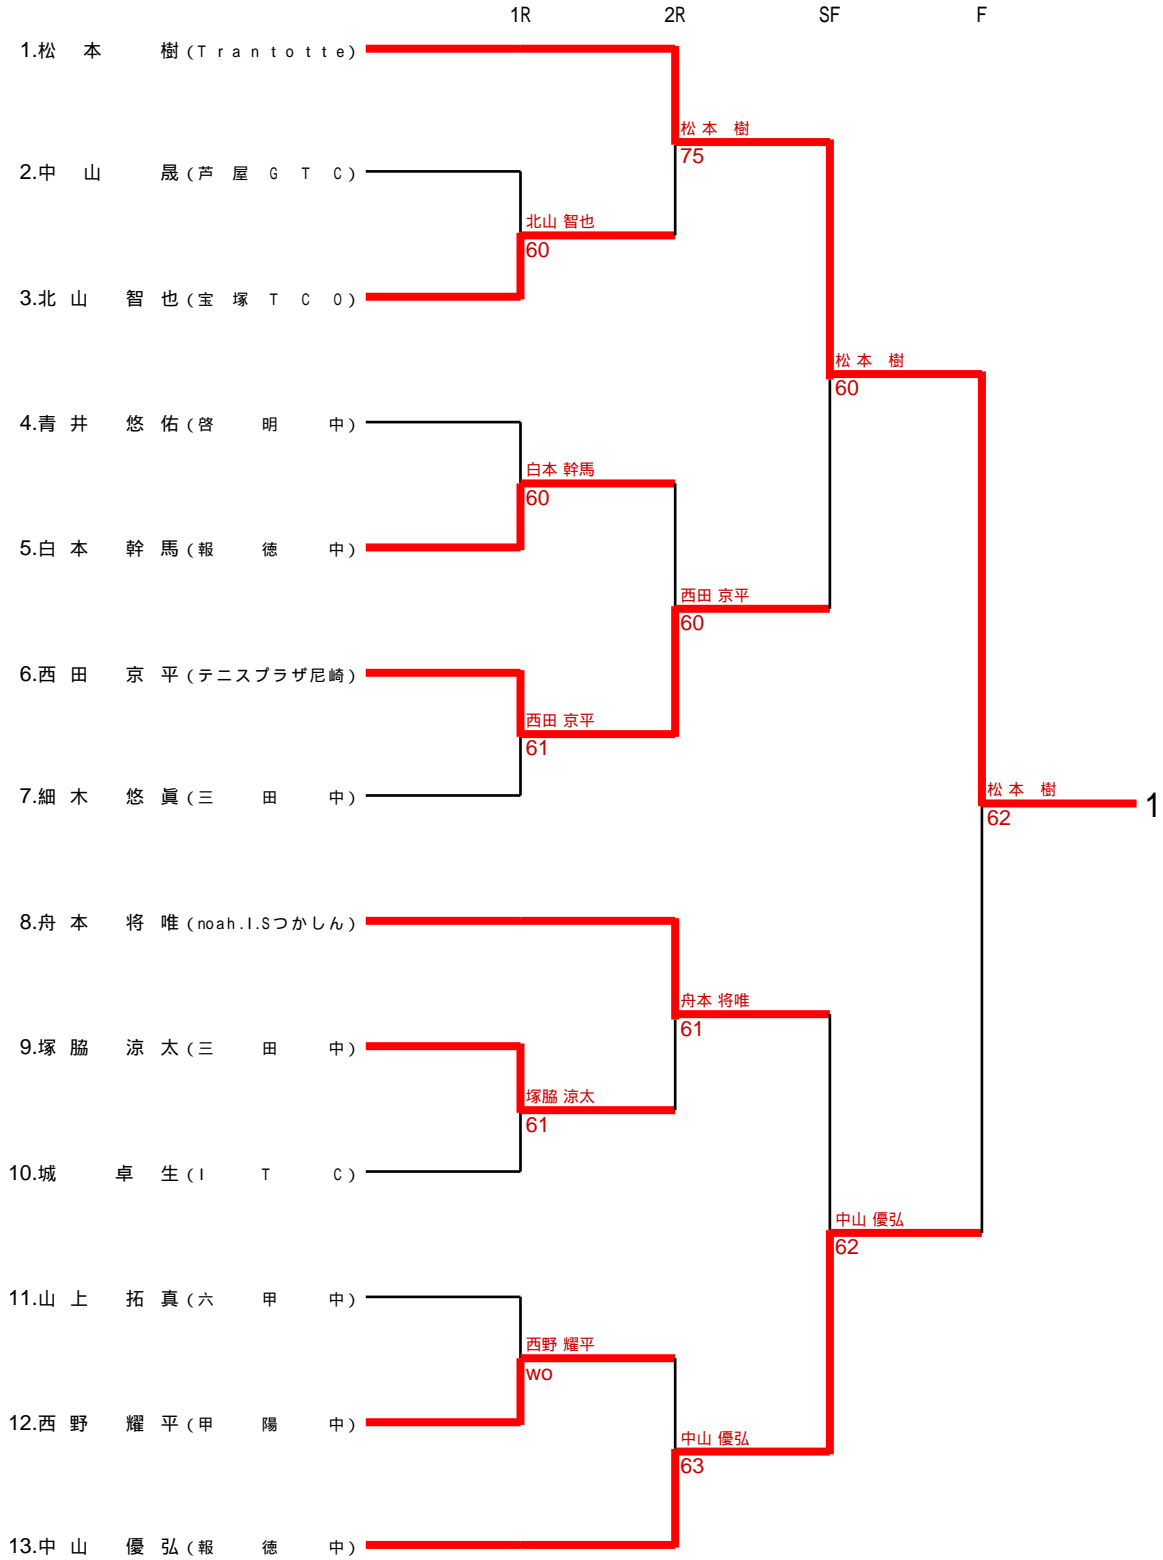 1R 2R SF F
1.松 本 樹(Trantotte)
松 本 樹
75
2.中 山 晟(芦屋GTC)
北山 智也
60
3.北 山 智 也(宝塚TCO)
松 本 樹
60
4.青 井 悠 佑(啓明中)
白本 幹馬
60
5.白 本 幹 馬(報徳中)
西田 京平
60
6.西 田 京 平(テニスプラザ尼崎)
西田 京平
61
7.細 木 悠 眞(三田中)
松 本 樹
62
1
8.舟 本 将 唯(noah.I.Sつかしん)
舟本 将唯
61
9.塚 脇 涼 太(三田中)
塚脇 涼太
61
10.城 卓 生(ITC)
中山 優弘
62
11.山 上 拓 真(六甲中)
西野 耀平
wo
12.西 野 耀 平(甲陽中)
中山 優弘
63
13.中 山 優 弘(報徳中)